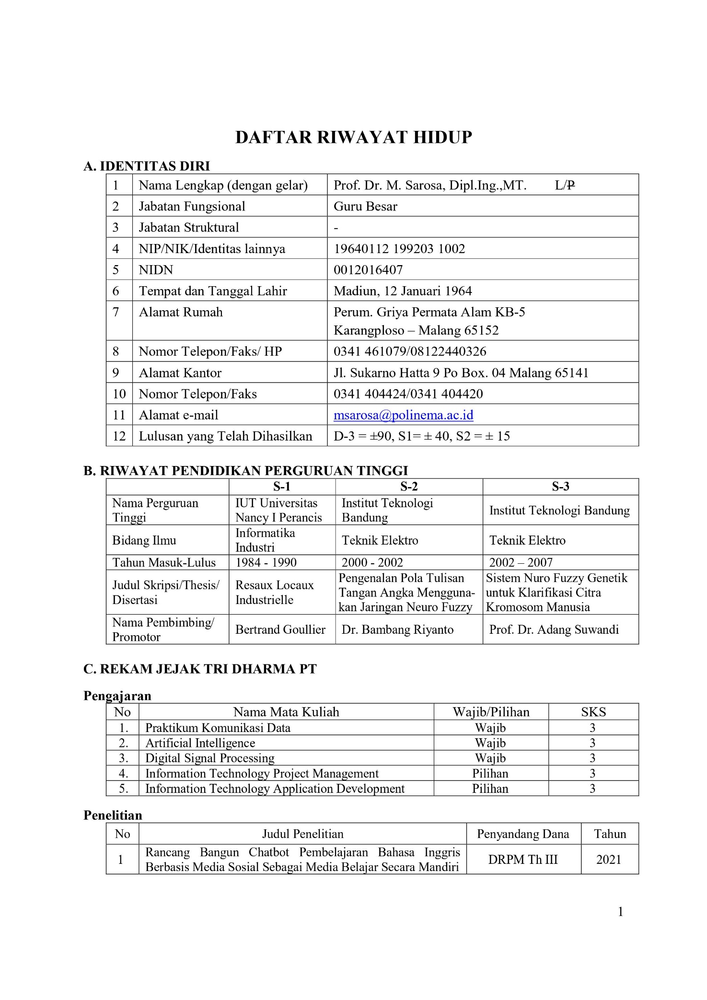 DAFTAR RIWAYAT HIDUP
A. IDENTITAS DIRI
1 Nama Lengkap (dengan gelar) Prof. Dr. M. Sarosa, Dipl.Ing.,MT. L/P
2 Jabatan Fungsional Guru Besar
3 Jabatan Struktural -
4 NIP/NIK/Identitas lainnya 19640112 199203 1002
5 NIDN 0012016407
6 Tempat dan Tanggal Lahir Madiun, 12 Januari 1964
7 Alamat Rumah Perum. Griya Permata Alam KB-5
Karangploso – Malang 65152
8 Nomor Telepon/Faks/ HP 0341 461079/08122440326
9 Alamat Kantor Jl. Sukarno Hatta 9 Po Box. 04 Malang 65141
10 Nomor Telepon/Faks 0341 404424/0341 404420
11 Alamat e-mail msarosa@polinema.ac.id
12 Lulusan yang Telah Dihasilkan D-3 = ±90, S1= ± 40, S2 = ± 15
B. RIWAYAT PENDIDIKAN PERGURUAN TINGGI
S-1 S-2 S-3
Nama Perguruan
Tinggi
IUT Universitas
Nancy I Perancis
Institut Teknologi
Bandung
Institut Teknologi Bandung
Bidang Ilmu
Informatika
Industri
Teknik Elektro
Teknik Elektro
Tahun Masuk-Lulus 1984 - 1990 2000 - 2002 2002 – 2007
Judul Skripsi/Thesis/
Disertasi
Resaux Locaux
Industrielle
Pengenalan Pola Tulisan
Tangan Angka Mengguna-
kan Jaringan Neuro Fuzzy
Sistem Nuro Fuzzy Genetik
untuk Klarifikasi Citra
Kromosom Manusia
Nama Pembimbing/
Promotor
Bertrand Goullier
Dr. Bambang Riyanto
Prof. Dr. Adang Suwandi
C. REKAM JEJAK TRI DHARMA PT
Pengajaran
No Nama Mata Kuliah Wajib/Pilihan SKS
1. Praktikum Komunikasi Data Wajib 3
2. Artificial Intelligence Wajib 3
3. Digital Signal Processing Wajib 3
4. Information Technology Project Management Pilihan 3
5. Information Technology Application Development Pilihan 3
Penelitian
No Judul Penelitian Penyandang Dana Tahun
1
Rancang Bangun Chatbot Pembelajaran Bahasa Inggris
Berbasis Media Sosial Sebagai Media Belajar Secara Mandiri
DRPM Th III
2021
1